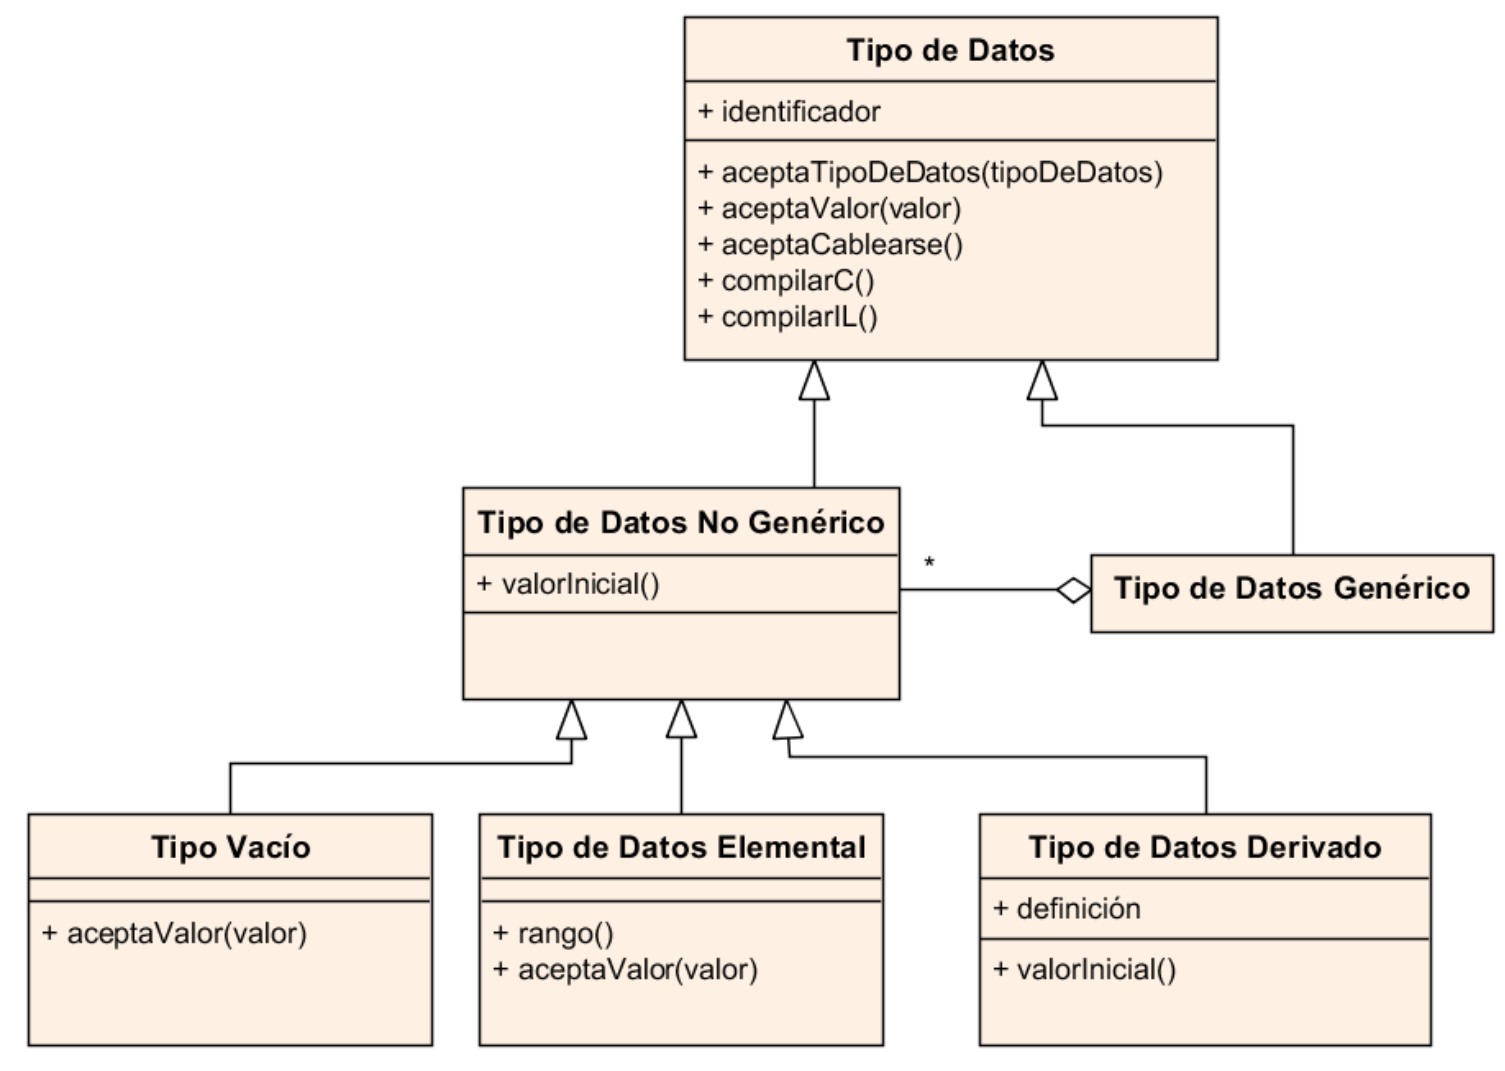 Tipo de Datos
+ identificador
+ aceptaTipoDeDatos(tipoDeDatos)
+ aceptaValor(valor)
+ aceptaCablearse()
+ compilarC()
+ compilarIL()
Tipo de Datos No Genérico
+ valorInicial()
*
Tipo de Datos Genérico
Tipo Vacío
+ aceptaValor(valor)
Tipo de Datos Elemental
+ rango()
+ aceptaValor(valor)
Tipo de Datos Derivado
+ definición
+ valorInicial()